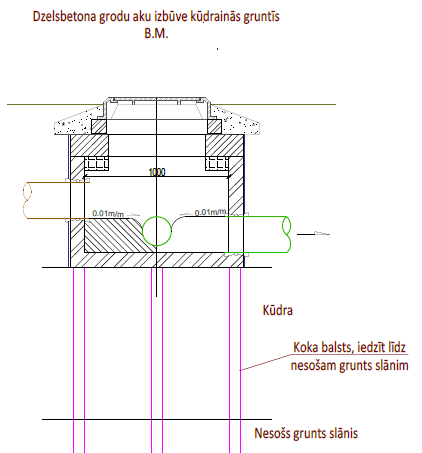 Dzelsbetona grodu aku izbūve kūdrainās gruntīs
B.M.
1000
0.01m/m
0.01m/m
Kūdra
Koka balsts, iedzīt līdz
nesošam grunts slānim
Nesošs grunts slānis